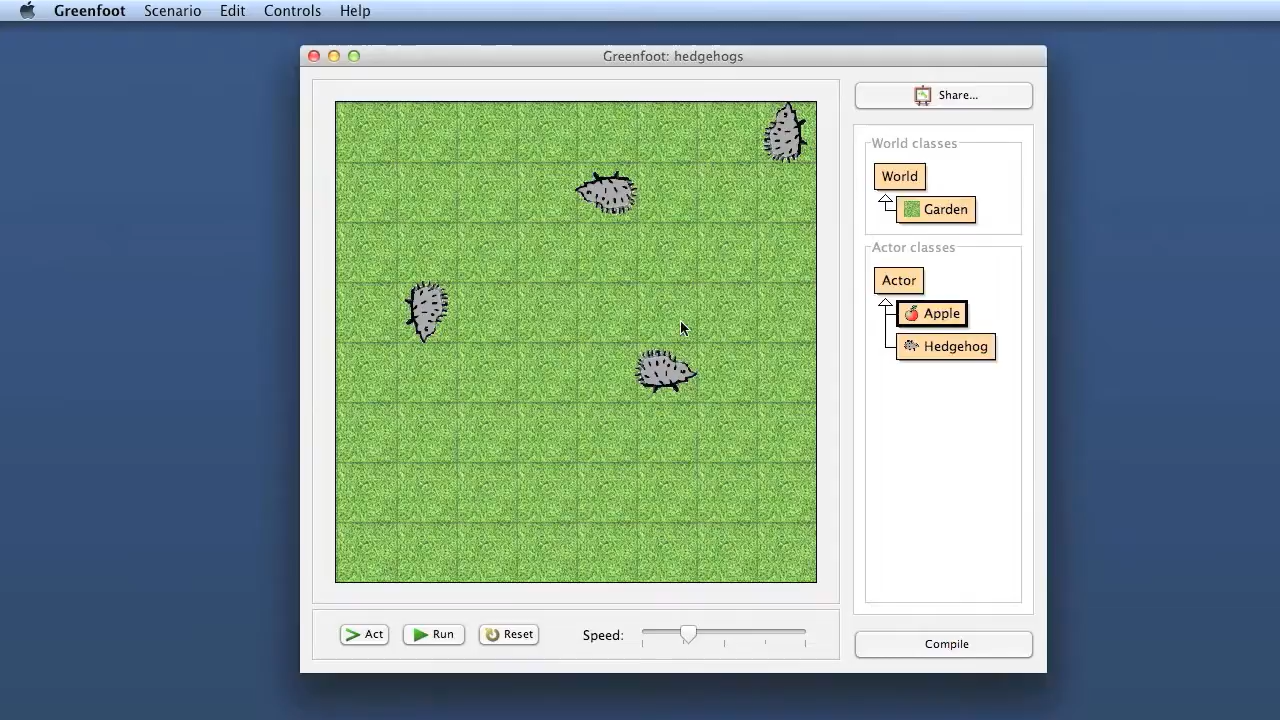 Greenfoot Scenario Edit Controls Help
Greenfoot: hedgehogs
Share...
World classes
World
Garden
Actor classes
Actor
Apple
Hedgehog
Act Run Reset Speed:
Compile